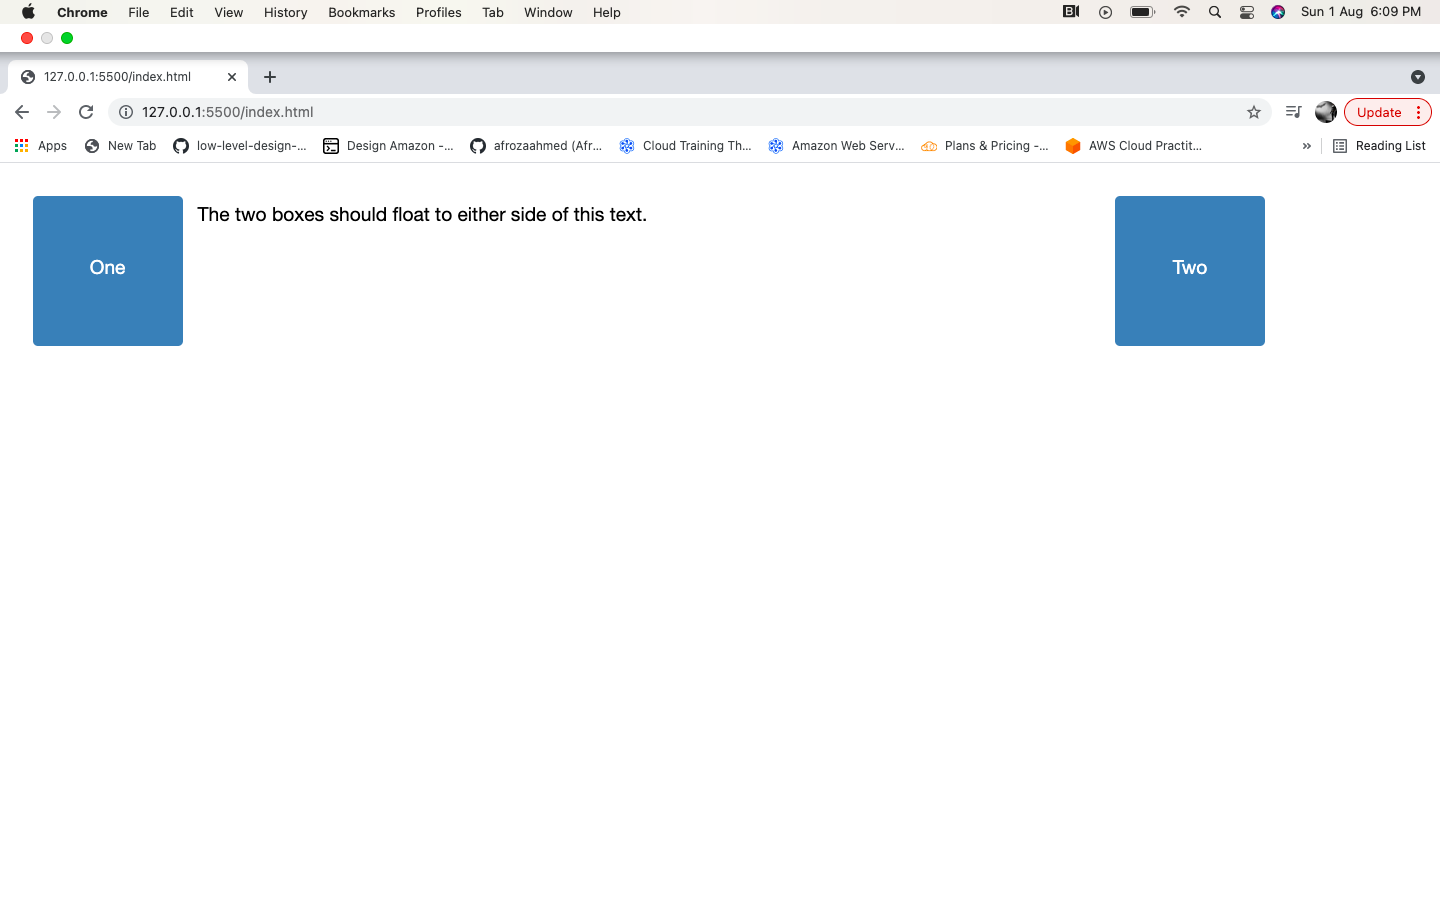 Chrome File Edit View History Bookmarks Profiles Tab Window Help Sun 1 Aug 6:09 PM
127.0.0.1:5500/index.html
127.0.0.1:5500/index.html Update
Apps New Tab low-level-design-... Design Amazon -... afrozaahmed (Afr... Cloud Training Th... Amazon Web Serv... Plans & Pricing -... AWS Cloud Practit... » Reading List
The two boxes should float to either side of this text.
One Two